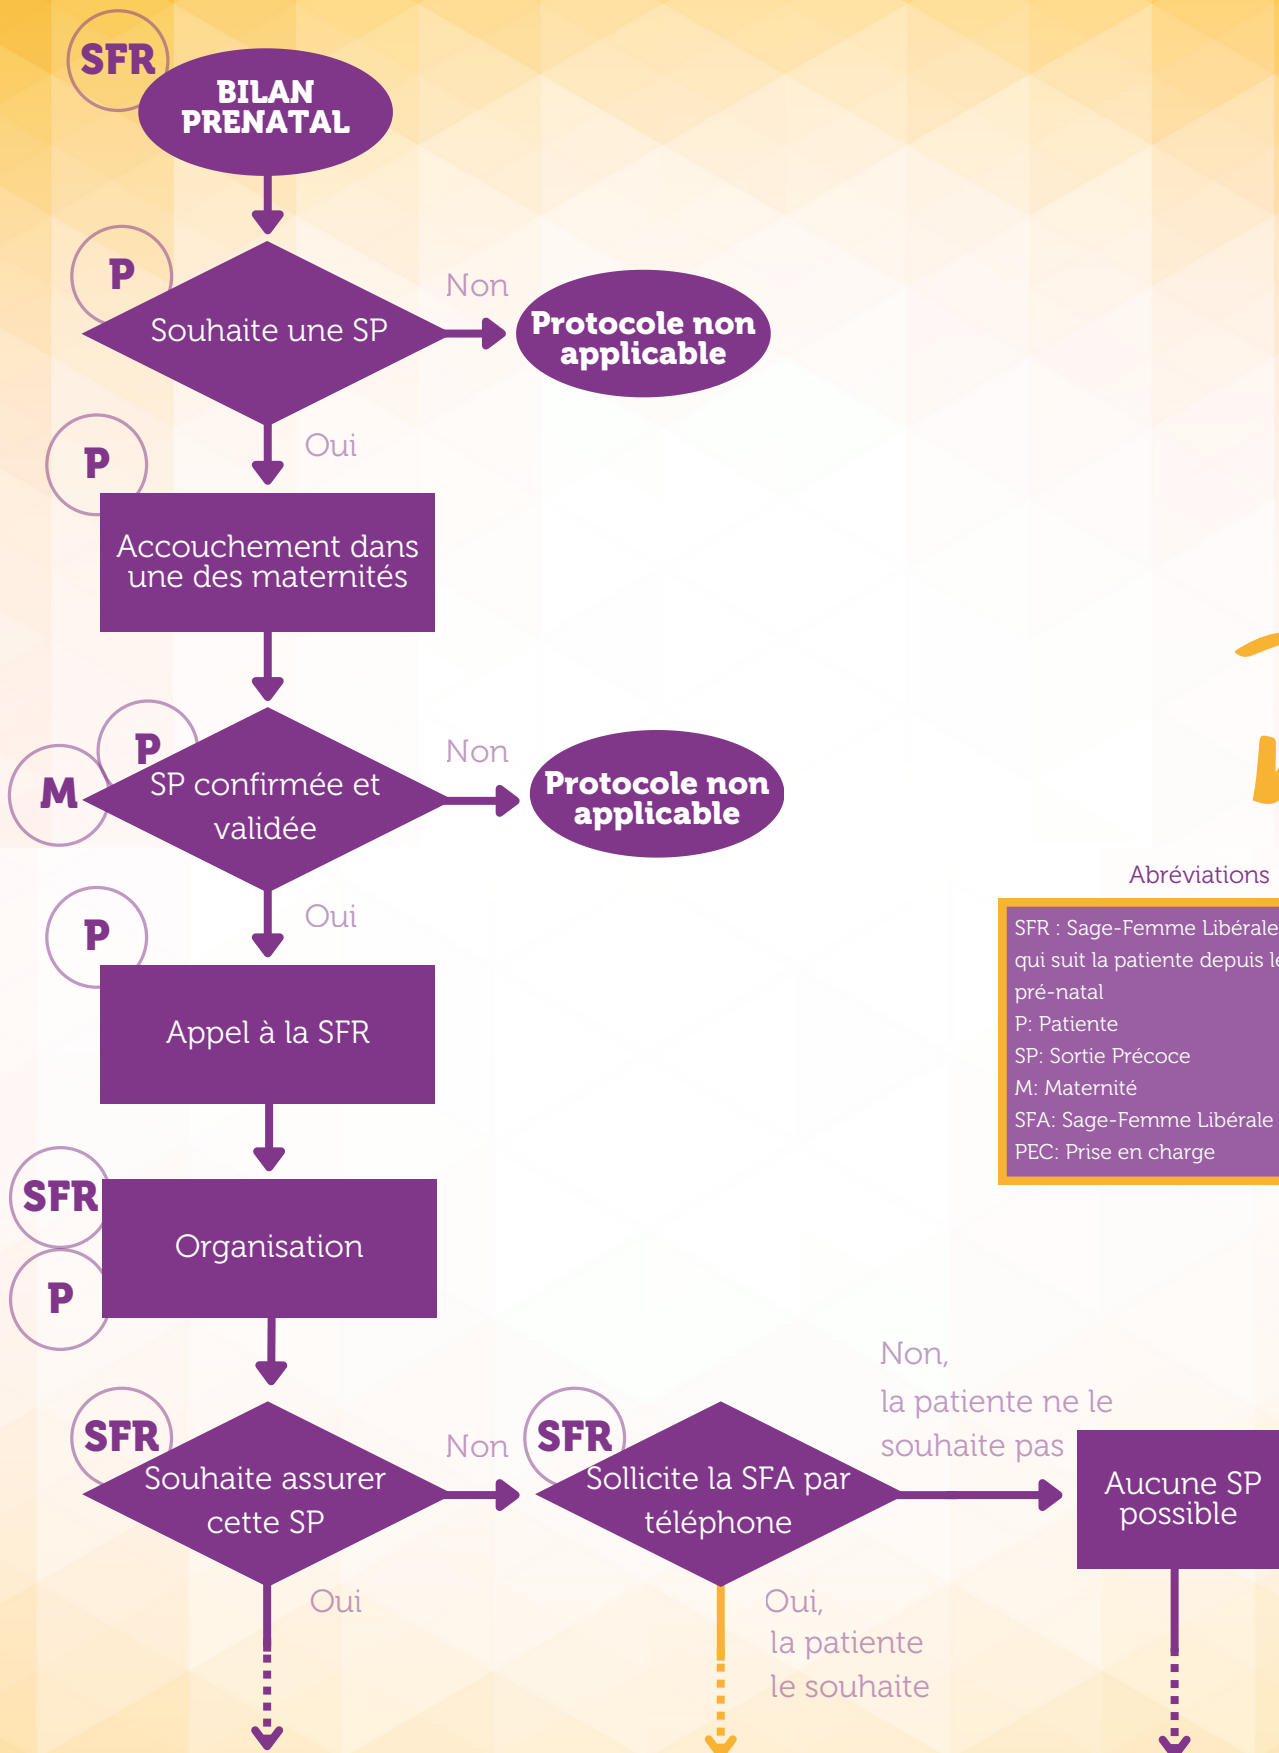 SFR
BILAN
PRENATAL
P
Souhaite une SP
Non
Protocole non
applicable
Oui
P
Accouchement dans
une des maternités
P
M
SP confirmée et
validée
Non
Protocole non
applicable
Oui
P
Appel à la SFR
Abréviations
SFR : Sage-Femme Libérale
qui suit la patiente depuis
pré-natal
P: Patiente
SP: Sortie Précoce
M: Maternité
SFA: Sage-Femme Libérale
PEC: Prise en charge
SFR
P
Organisation
SFR
Souhaite assurer
cette SP
Non
SFR
Sollicite la SFA par
téléphone
Non,
la patiente ne le
souhaite pas
Aucune SP
possible
Oui
Oui,
la patiente
le souhaite